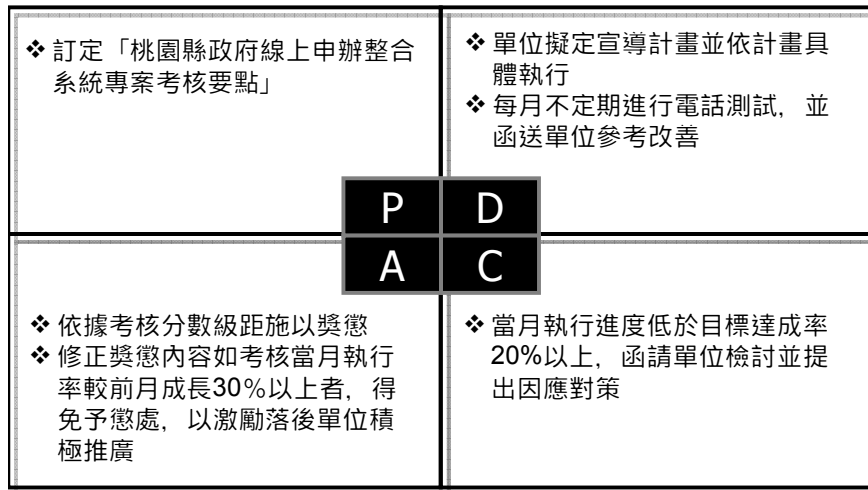 ❖ 訂定「桃園縣政府線上申辦整合
系統專案考核要點」
❖ 單位擬定宣導計畫並依計畫具
體執行
❖ 每月不定期進行電話測試，並
函送單位參考改善
P D
A C
❖ 依據考核分數級距施以獎懲
❖ 修正獎懲內容如考核當月執行
率較前月成長30%以上者，得
免予懲處，以激勵落後單位積
極推廣
❖ 當月執行進度低於目標達成率
20%以上，函請單位檢討並提
出因應對策